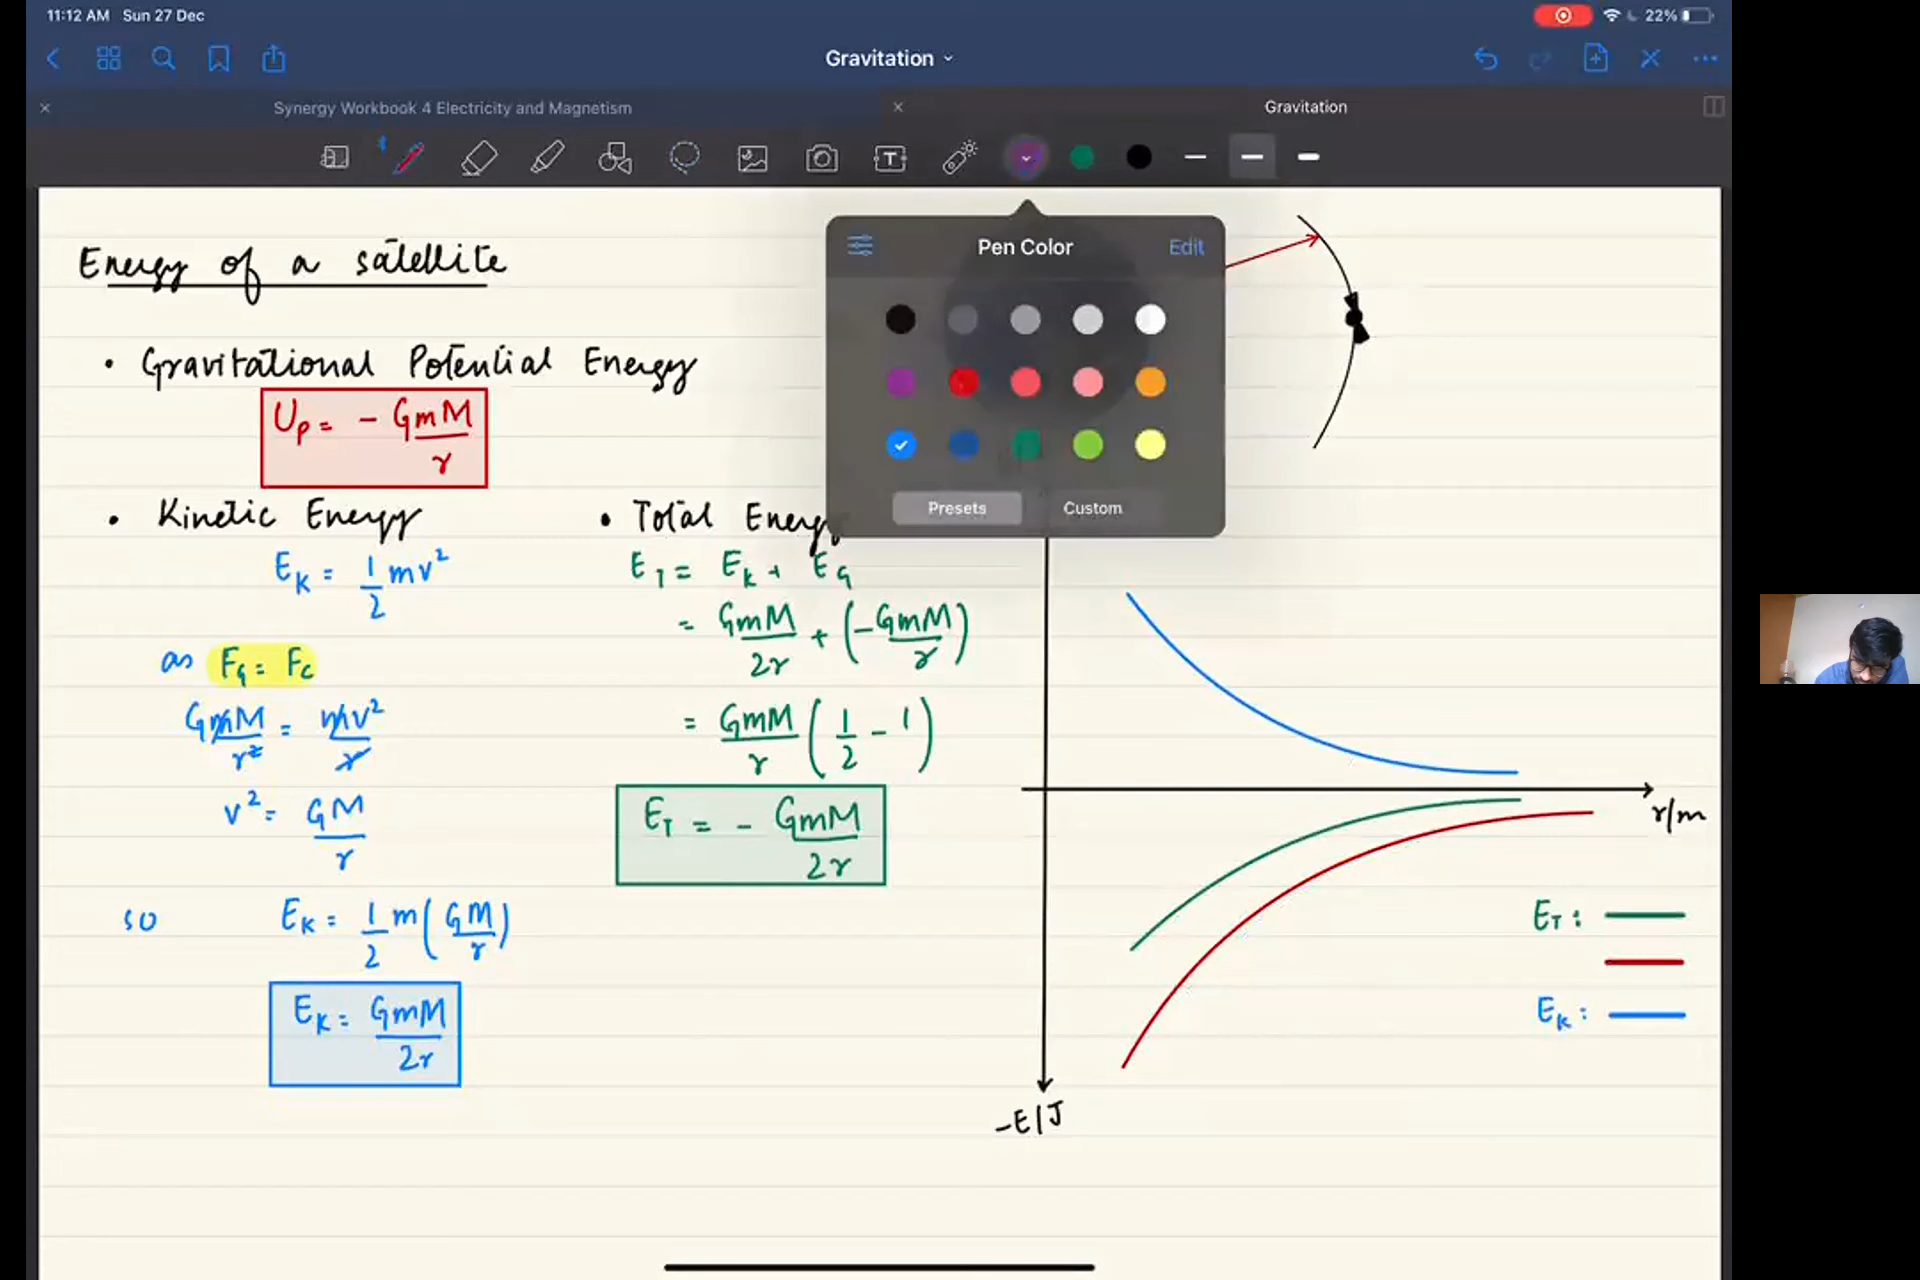 11:12 AM Sun 27 Dec
22%
Gravitation
Synergy Workbook 4 Electricity and Magnetism
Gravitation
T
Pen Color
Edit
Presets
Custom
Energy of a satellite
• Gravitational Potential Energy
Up = - GmM/r
• Kinetic Energy
EK = 1/2 mv²
as FG = FC
GmM/r² = mv²/r
v² = GM/r
so EK = 1/2 m(GM/r)
EK = GmM/2r
• Total Energy
ET = EK + EG
= GmM/2r + (-GmM/r)
= GmM/r (1/2 - 1)
ET = - GmM/2r
r/m
ET :
EK :
-E/J